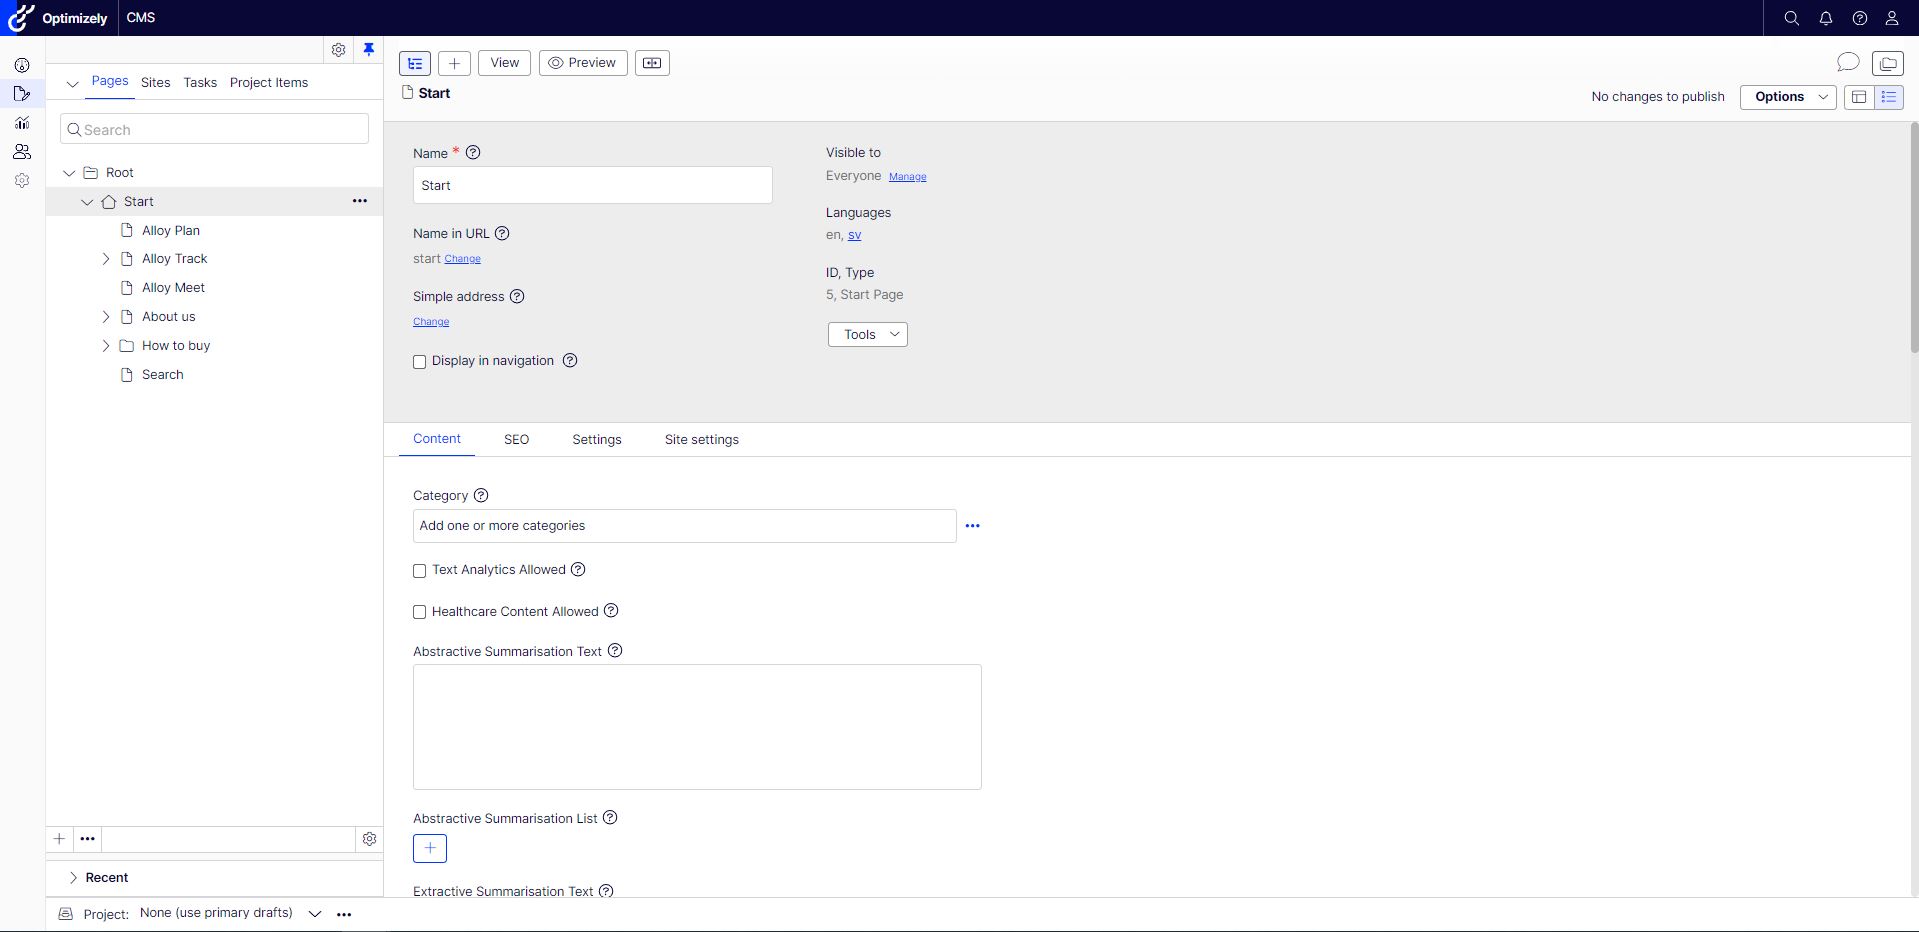 Optimizely CMS
Pages Sites Tasks Project Items
Search
Root
Start
Alloy Plan
Alloy Track
Alloy Meet
About us
How to buy
Search
Recent
View Preview
Start
No changes to publish Options
Name * 
Start
Name in URL
start Change
Simple address
Change
Display in navigation
Visible to
Everyone Manage
Languages
en, sv
ID, Type
5, Start Page
Tools
Content SEO Settings Site settings
Category
Add one or more categories
Text Analytics Allowed
Healthcare Content Allowed
Abstractive Summarisation Text
Abstractive Summarisation List
Extractive Summarisation Text
Project: None (use primary drafts)